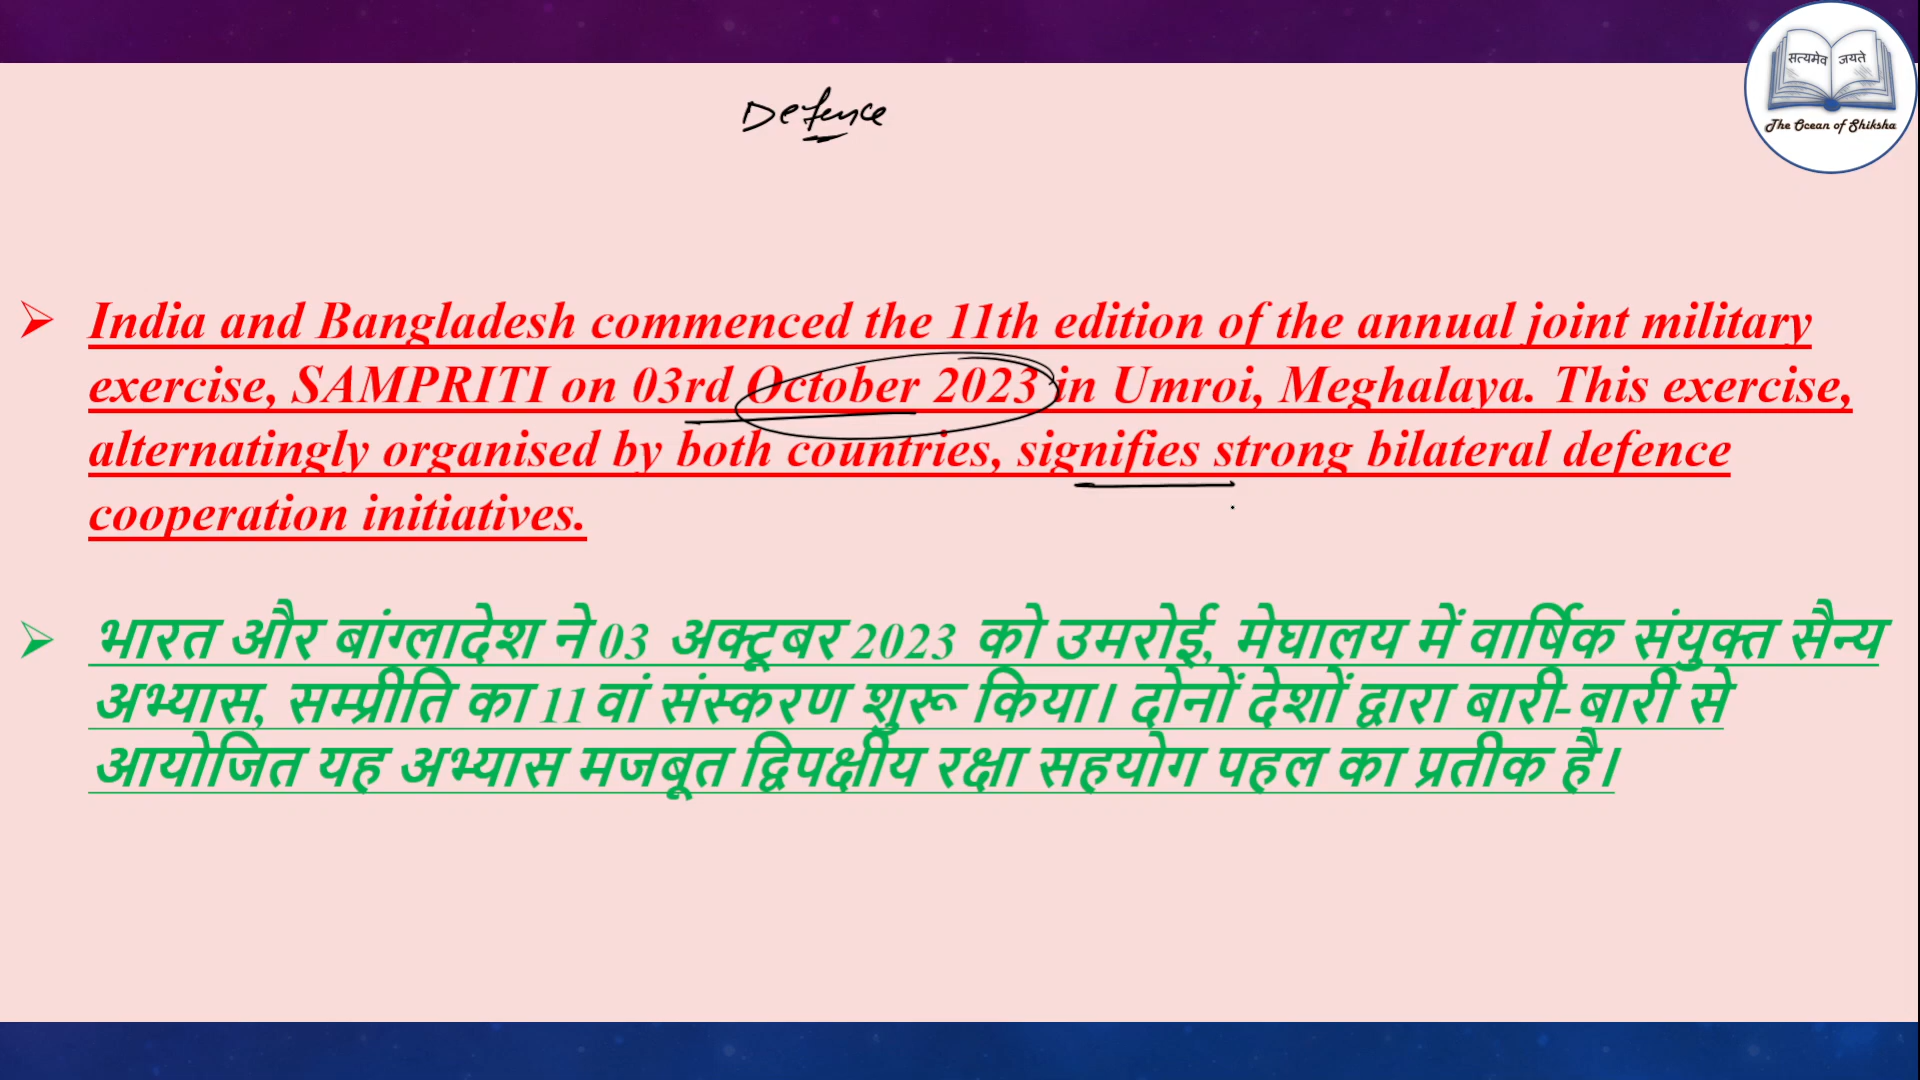 सत्यमेव जयते
The Ocean of Shiksha
Defence
India and Bangladesh commenced the 11th edition of the annual joint military
exercise, SAMPRITI on 03rd October 2023 in Umroi, Meghalaya. This exercise,
alternatingly organised by both countries, signifies strong bilateral defence
cooperation initiatives.
भारत और बांग्लादेश ने 03 अक्टूबर 2023 को उमरोई, मेघालय में वार्षिक संयुक्त सैन्य
अभ्यास, सम्प्रीति का 11 वां संस्करण शुरू किया। दोनों देशों द्वारा बारी-बारी से
आयोजित यह अभ्यास मजबूत द्विपक्षीय रक्षा सहयोग पहल का प्रतीक है।